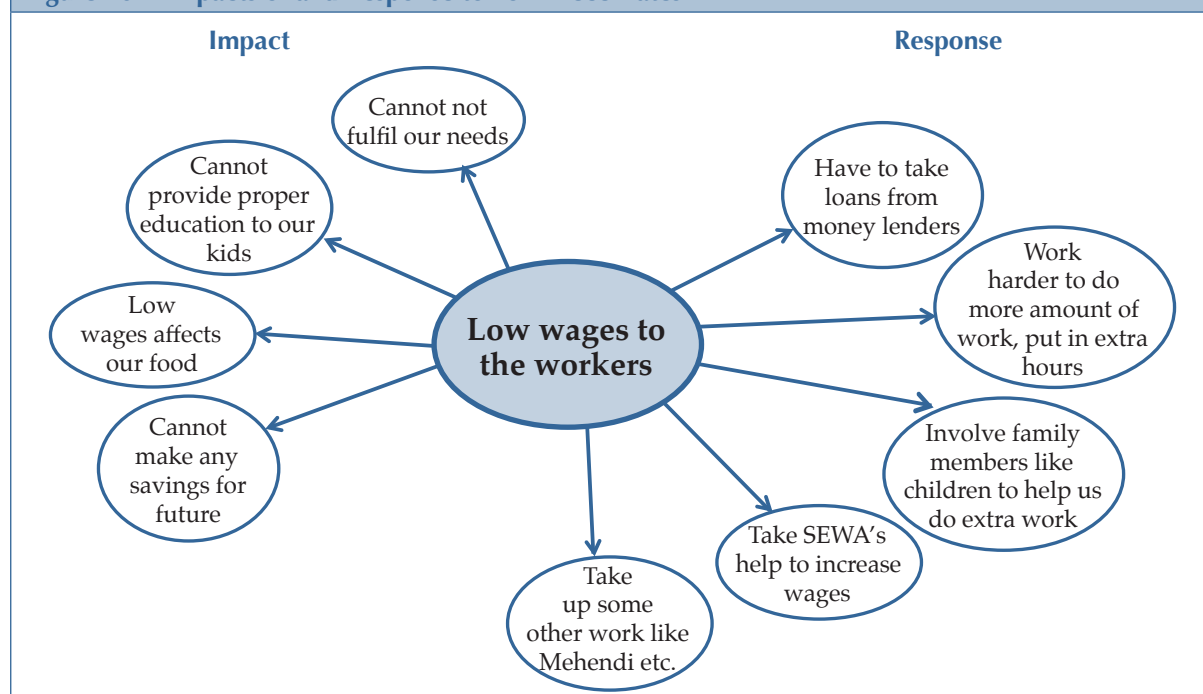 Impact
Response
Cannot not
fulfil our needs
Cannot
provide proper
education to our
kids
Low
wages affects
our food
Cannot
make any
savings for
future
Low wages to
the workers
Have to take
loans from
money lenders
Work
harder to do
more amount of
work, put in extra
hours
Involve family
members like
children to help us
do extra work
Take SEWA's
help to increase
wages
Take
up some
other work like
Mehendi etc.